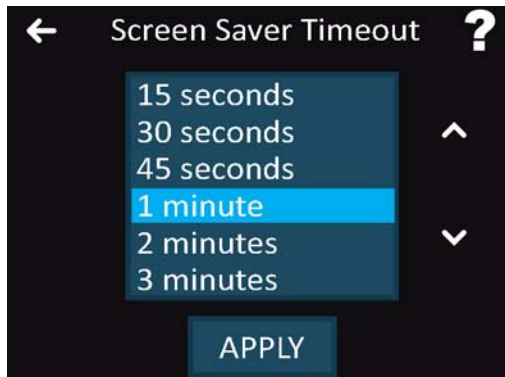 Screen Saver Timeout ?
15 seconds
30 seconds
45 seconds
1 minute
2 minutes
3 minutes
APPLY